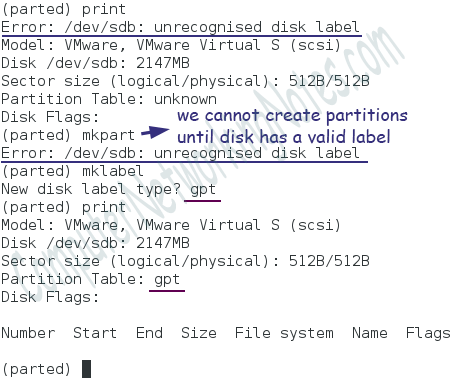 (parted) print
Error: /dev/sdb: unrecognised disk label
Model: VMware, VMware Virtual S (scsi)
Disk /dev/sdb: 2147MB
Sector size (logical/physical): 512B/512B
Partition Table: unknown
Disk Flags:
we cannot create partitions
(parted) mkpart
until disk has a valid label
Error: /dev/sdb: unrecognised disk label
(parted) mklabel
New disk label type? gpt
(parted) print
Model: VMware, VMware Virtual S (scsi)
Disk /dev/sdb: 2147MB
Sector size (logical/physical): 512B/512B
Partition Table: gpt
Disk Flags:
Number Start End Size File system Name Flags
(parted)
ComputerNetworkingNotes.com